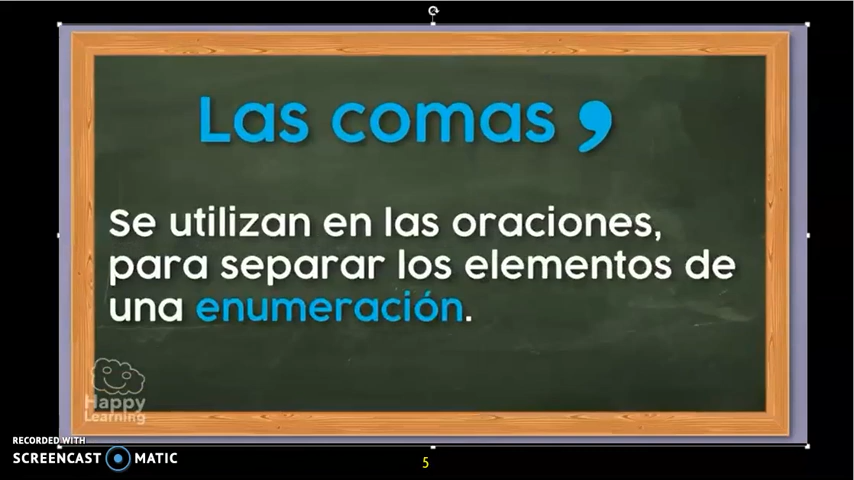 Las comas ,
Se utilizan en las oraciones,
para separar los elementos de
una enumeración.
Happy
Learning
RECORDED WITH
SCREENCAST MATIC
5